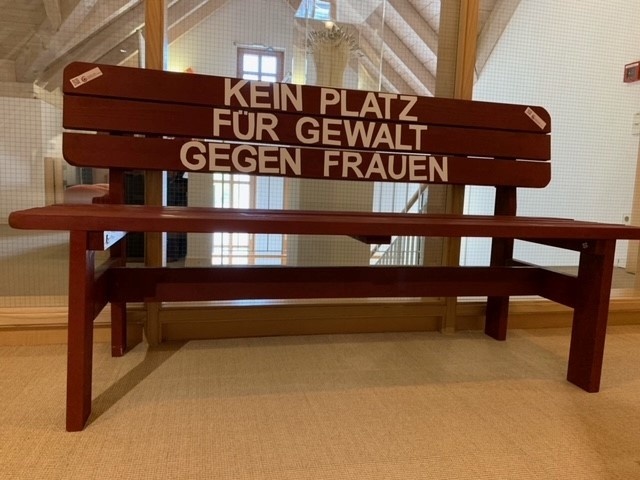 KEIN PLATZ
FÜR GEWALT
GEGEN FRAUEN